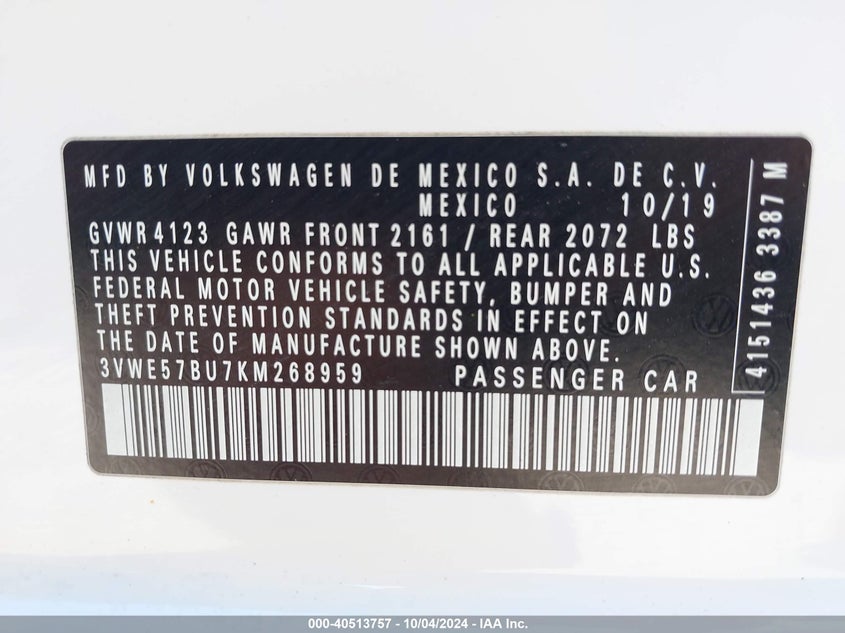 MFD BY VOLKSWAGEN DE MEXICO S.A. DE C.V.
MEXICO 10/19
GVWR 4123 GAWR FRONT 2161 / REAR 2072 LBS
THIS VEHICLE CONFORMS TO ALL APPLICABLE U.S.
FEDERAL MOTOR VEHICLE SAFETY, BUMPER AND
THEFT PREVENTION STANDARDS IN EFFECT ON
THE DATE OF MANUFACTURE SHOWN ABOVE.
3VWE57BU7KM268959 PASSENGER CAR
4151436 3387 M
000-40513757 - 10/04/2024 - IAA Inc.